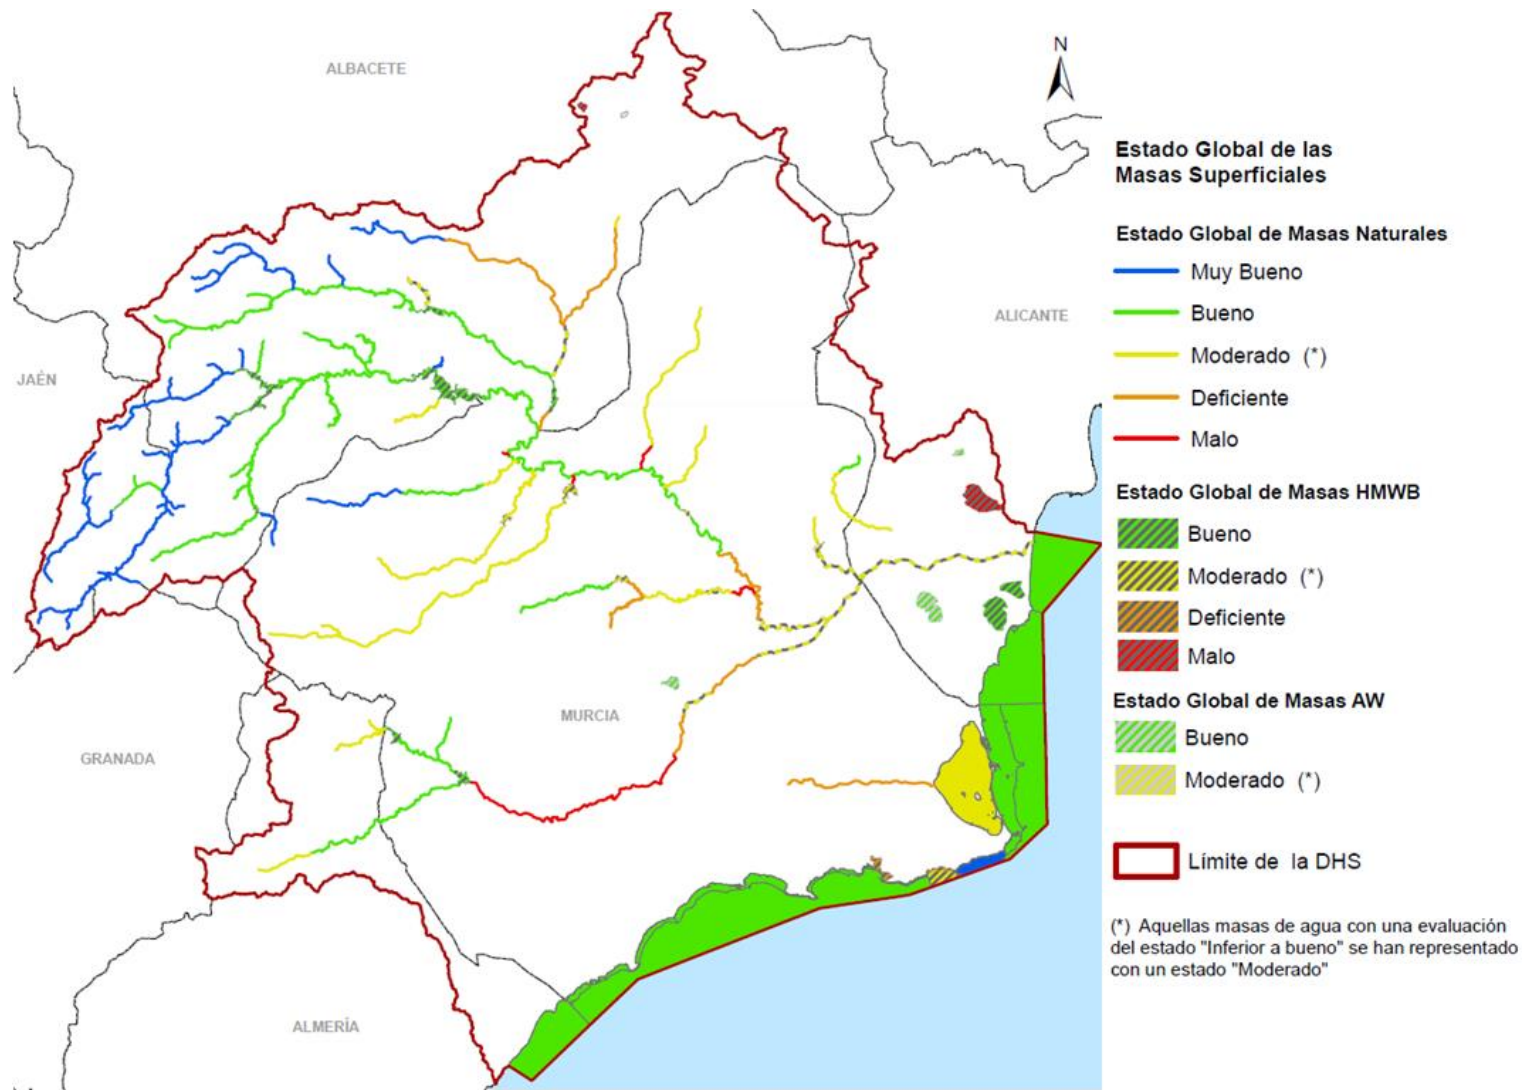 ALBACETE
N
ALICANTE
JAÉN
MURCIA
GRANADA
ALMERÍA
Estado Global de las
Masas Superficiales
Estado Global de Masas Naturales
Muy Bueno
Bueno
Moderado (*)
Deficiente
Malo
Estado Global de Masas HMWB
Bueno
Moderado (*)
Deficiente
Malo
Estado Global de Masas AW
Bueno
Moderado (*)
Límite de la DHS
(*) Aquellas masas de agua con una evaluación
del estado "Inferior a bueno" se han representado
con un estado "Moderado"